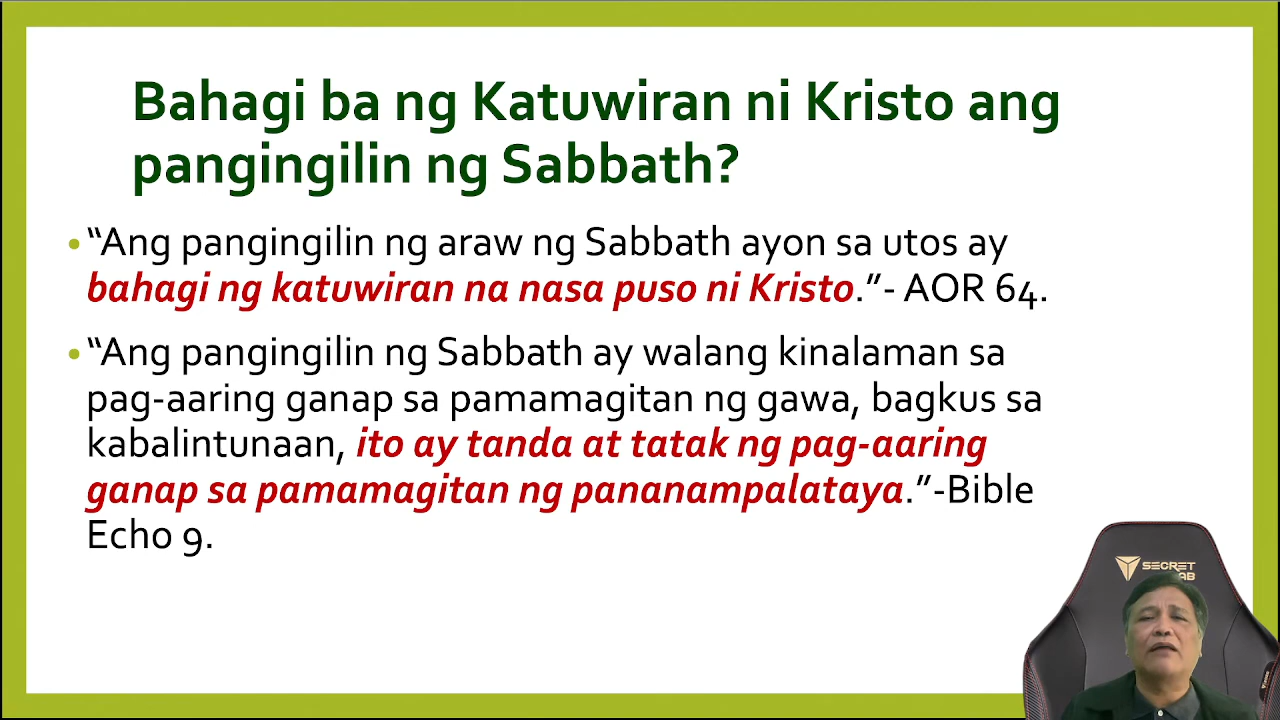 Bahagi ba ng Katuwiran ni Kristo ang
pangingilin ng Sabbath?
• “Ang pangingilin ng araw ng Sabbath ayon sa utos ay
bahagi ng katuwiran na nasa puso ni Kristo.”- AOR 64.
• “Ang pangingilin ng Sabbath ay walang kinalaman sa
pag-aaring ganap sa pamamagitan ng gawa, bagkus sa
kabalintunaan, ito ay tanda at tatak ng pag-aaring
ganap sa pamamagitan ng pananampalataya.”-Bible
Echo 9.
SECRET
AB